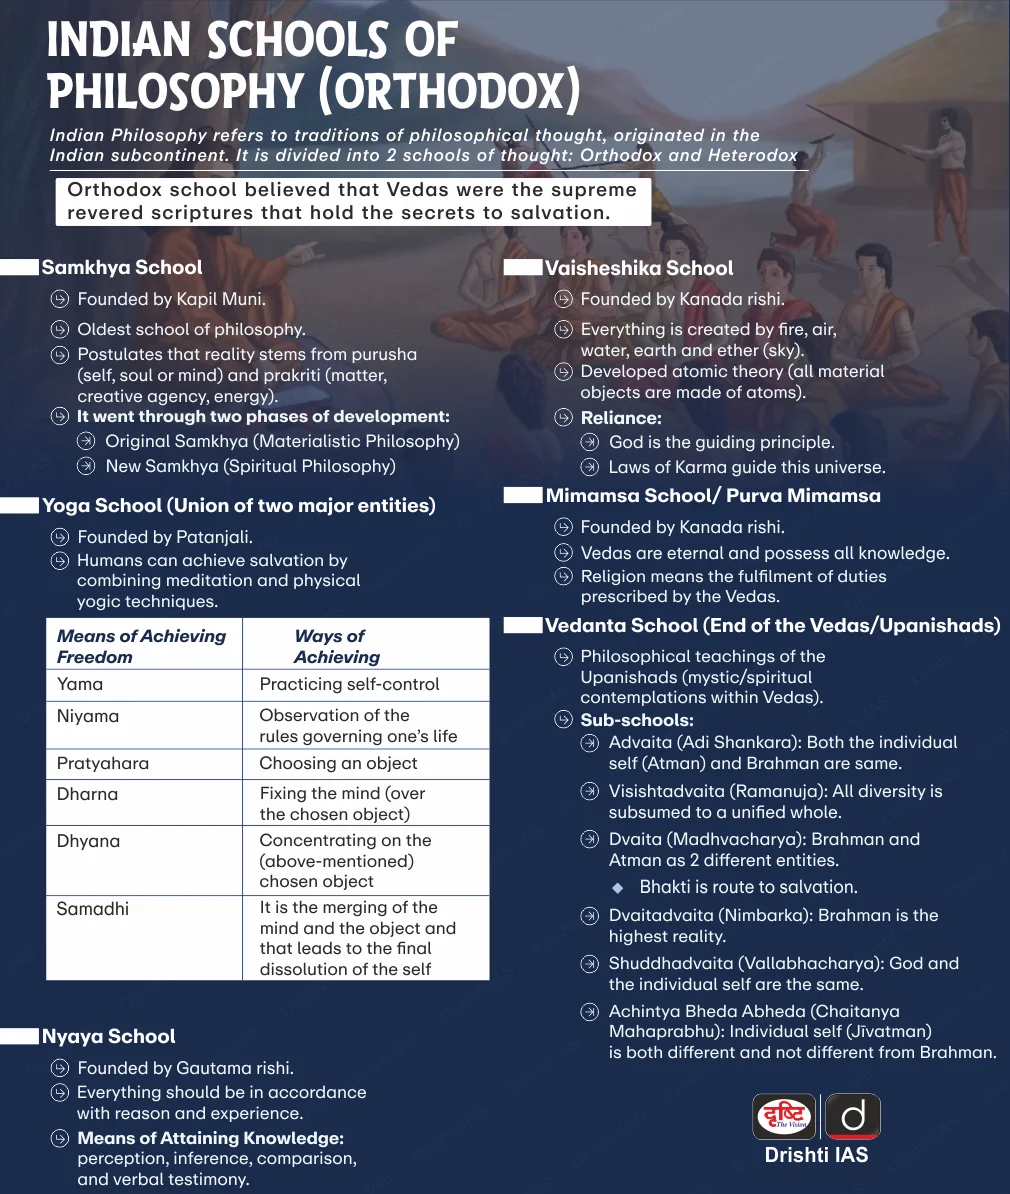 INDIAN SCHOOLS OF
PHILOSOPHY (ORTHODOX)
Indian Philosophy refers to traditions of philosophical thought, originated in the
Indian subcontinent. It is divided into 2 schools of thought: Orthodox and Heterodox
Orthodox school believed that Vedas were the supreme
revered scriptures that hold the secrets to salvation.
Samkhya School
Founded by Kapil Muni.
Oldest school of philosophy.
Postulates that reality stems from purusha
(self, soul or mind) and prakriti (matter,
creative agency, energy).
It went through two phases of development:
Original Samkhya (Materialistic Philosophy)
New Samkhya (Spiritual Philosophy)
Yoga School (Union of two major entities)
Founded by Patanjali.
Humans can achieve salvation by
combining meditation and physical
yogic techniques.
Means of Achieving Freedom
Ways of Achieving
Yama
Practicing self-control
Niyama
Observation of the
rules governing one's life
Pratyahara
Choosing an object
Dharna
Fixing the mind (over
the chosen object)
Dhyana
Concentrating on the
(above-mentioned)
chosen object
Samadhi
It is the merging of the
mind and the object and
that leads to the final
dissolution of the self
Nyaya School
Founded by Gautama rishi.
Everything should be in accordance
with reason and experience.
Means of Attaining Knowledge:
perception, inference, comparison,
and verbal testimony.
Vaisheshika School
Founded by Kanada rishi.
Everything is created by fire, air,
water, earth and ether (sky).
Developed atomic theory (all material
objects are made of atoms).
Reliance:
God is the guiding principle.
Laws of Karma guide this universe.
Mimamsa School/ Purva Mimamsa
Founded by Kanada rishi.
Vedas are eternal and possess all knowledge.
Religion means the fulfilment of duties
prescribed by the Vedas.
Vedanta School (End of the Vedas/Upanishads)
Philosophical teachings of the
Upanishads (mystic/spiritual
contemplations within Vedas).
Sub-schools:
Advaita (Adi Shankara): Both the individual
self (Atman) and Brahman are same.
Visishtadvaita (Ramanuja): All diversity is
subsumed to a unified whole.
Dvaita (Madhvacharya): Brahman and
Atman as 2 different entities.
Bhakti is route to salvation.
Dvaitadvaita (Nimbarka): Brahman is the
highest reality.
Shuddhadvaita (Vallabhacharya): God and
the individual self are the same.
Achintya Bheda Abheda (Chaitanya
Mahaprabhu): Individual self (Jīvatman)
is both different and not different from Brahman.
दृष्टि
The Vision
d
Drishti IAS